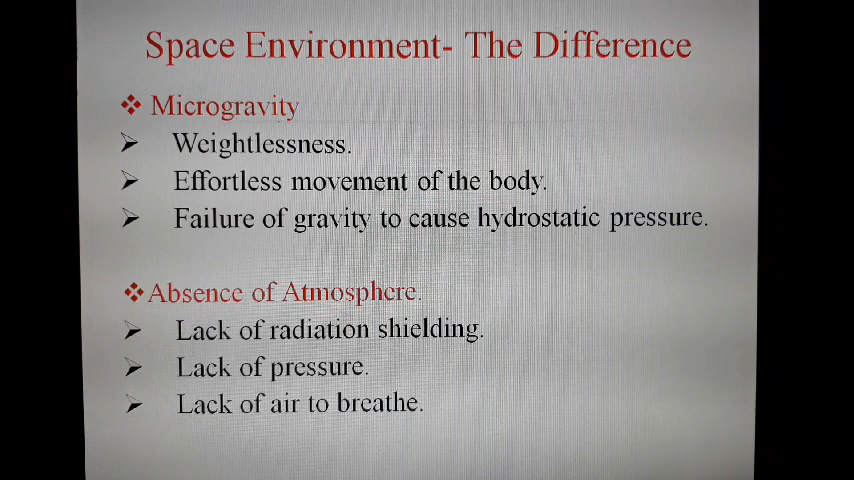 Space Environment- The Difference
❖ Microgravity
➢ Weightlessness.
➢ Effortless movement of the body.
➢ Failure of gravity to cause hydrostatic pressure.
❖Absence of Atmosphere.
➢ Lack of radiation shielding.
➢ Lack of pressure.
➢ Lack of air to breathe.